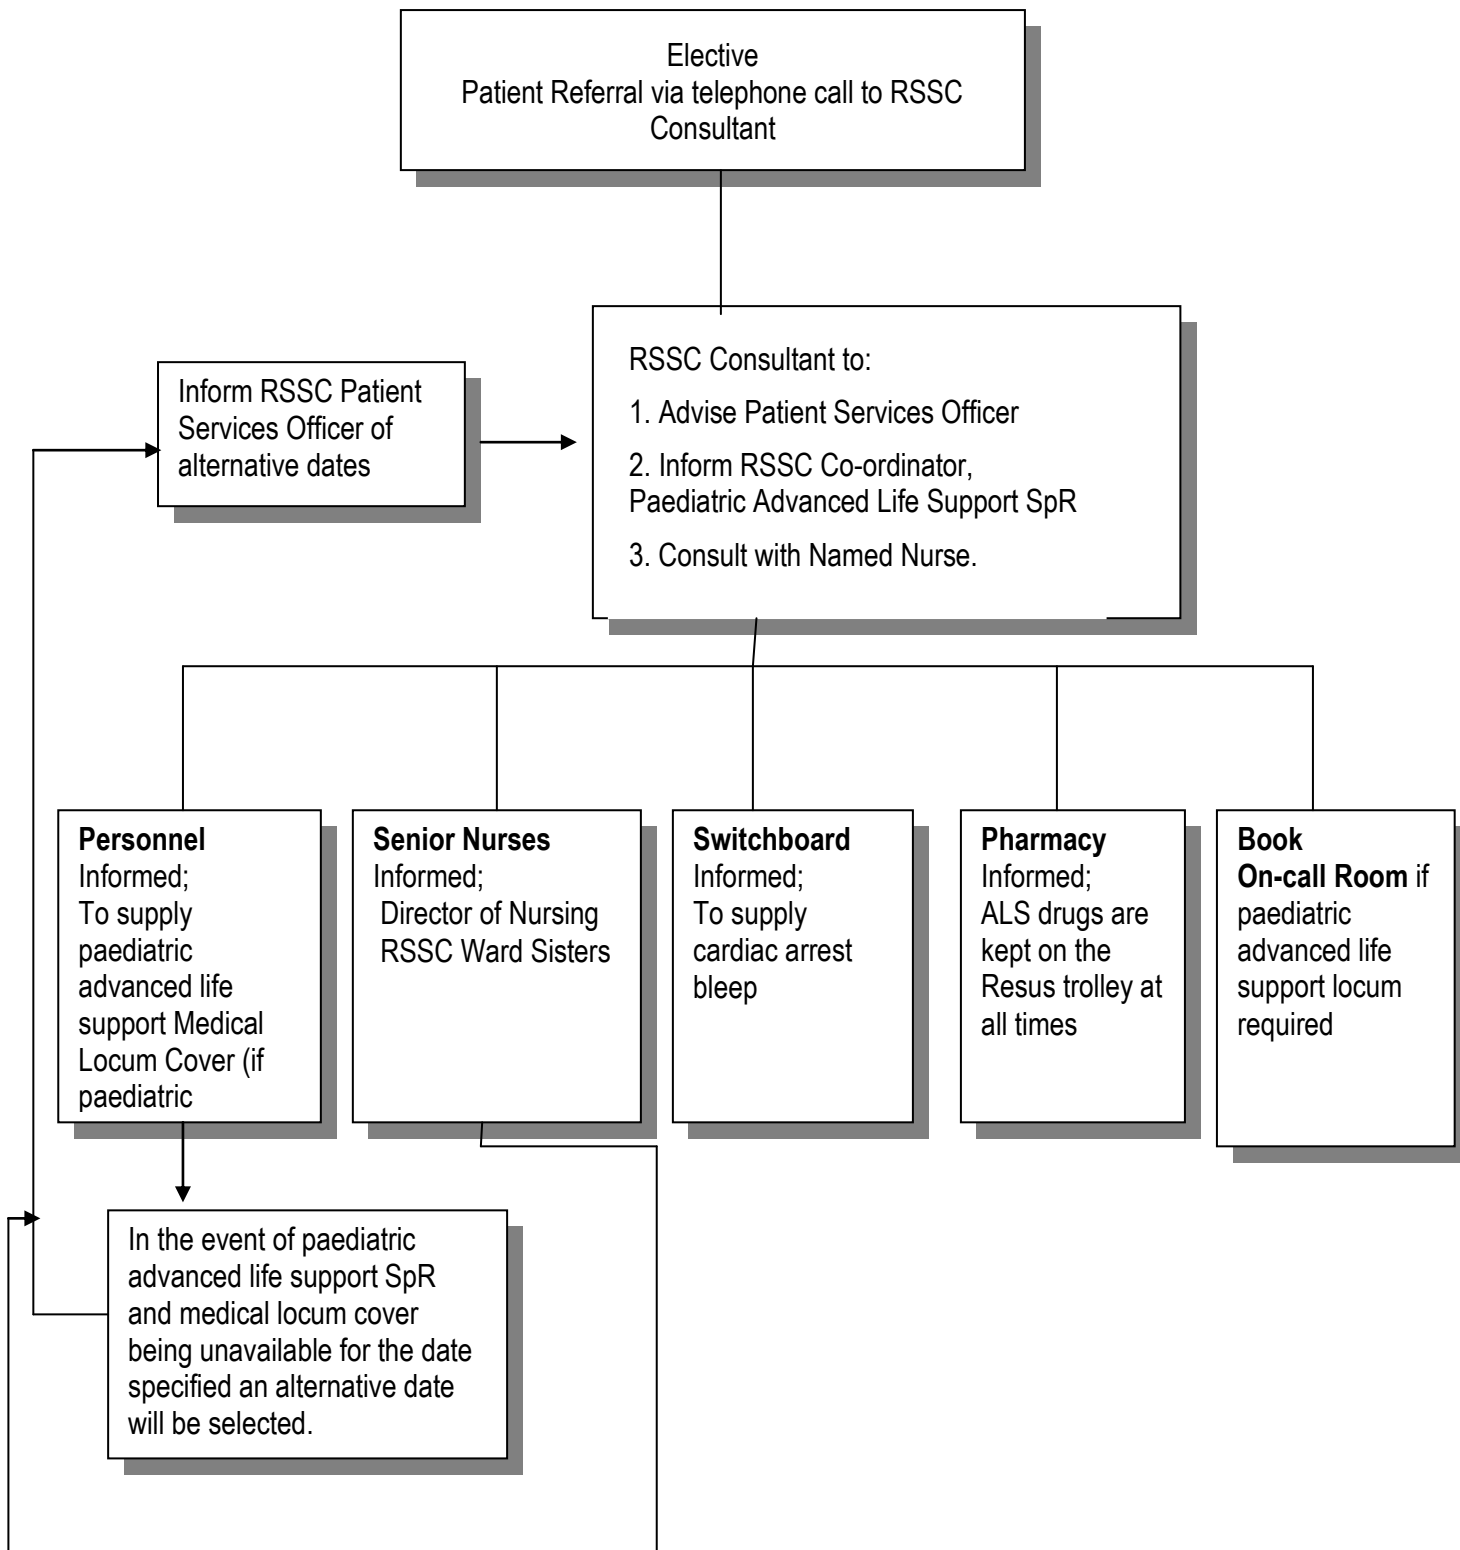 Elective
Patient Referral via telephone call to RSSC
Consultant
Inform RSSC Patient
Services Officer of
alternative dates
RSSC Consultant to:
1. Advise Patient Services Officer
2. Inform RSSC Co-ordinator,
Paediatric Advanced Life Support SpR
3. Consult with Named Nurse.
Personnel
Informed;
To supply
paediatric
advanced life
support Medical
Locum Cover (if
paediatric
Senior Nurses
Informed;
Director of Nursing
RSSC Ward Sisters
Switchboard
Informed;
To supply
cardiac arrest
bleep
Pharmacy
Informed;
ALS drugs are
kept on the
Resus trolley at
all times
Book
On-call Room if
paediatric
advanced life
support locum
required
In the event of paediatric
advanced life support SpR
and medical locum cover
being unavailable for the date
specified an alternative date
will be selected.